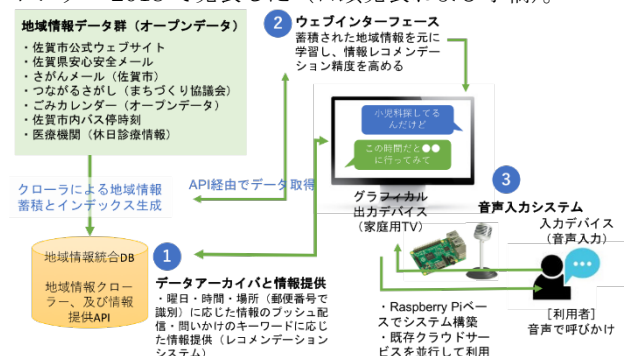 地域情報データ群（オープンデータ）
・佐賀市公式ウェブサイト
・佐賀県安心安全メール
・さがんメール（佐賀市）
・つながるさがし（まちづくり協議会）
・ごみカレンダー（オープンデータ）
・佐賀市内バス停時刻
・医療機関（休日診療情報）
2
ウェブインターフェース
蓄積された地域情報を元に
学習し、情報レコメンデー
ション精度を高める
小児科探してる
んだけど
この時間だと●●
に行ってみて
クローラによる地域情報
蓄積とインデックス生成
API経由でデータ取得
グラフィカル
出力デバイス
（家庭用TV）
3
音声入力システム
入力デバイス
（音声入力）
地域情報統合DB
地域情報クロー
ラー、及び情報
提供API
1
データアーカイバと情報提供
・曜日・時間・場所（郵便番号で
識別）に応じた情報のプッシュ配
信・問いかけのキーワードに応じ
た情報提供（レコメンデーション
システム）
・Raspberry Piベー
スでシステム構築
・既存クラウドサー
ビスを並行して利用
［利用者］
音声で呼びかけ